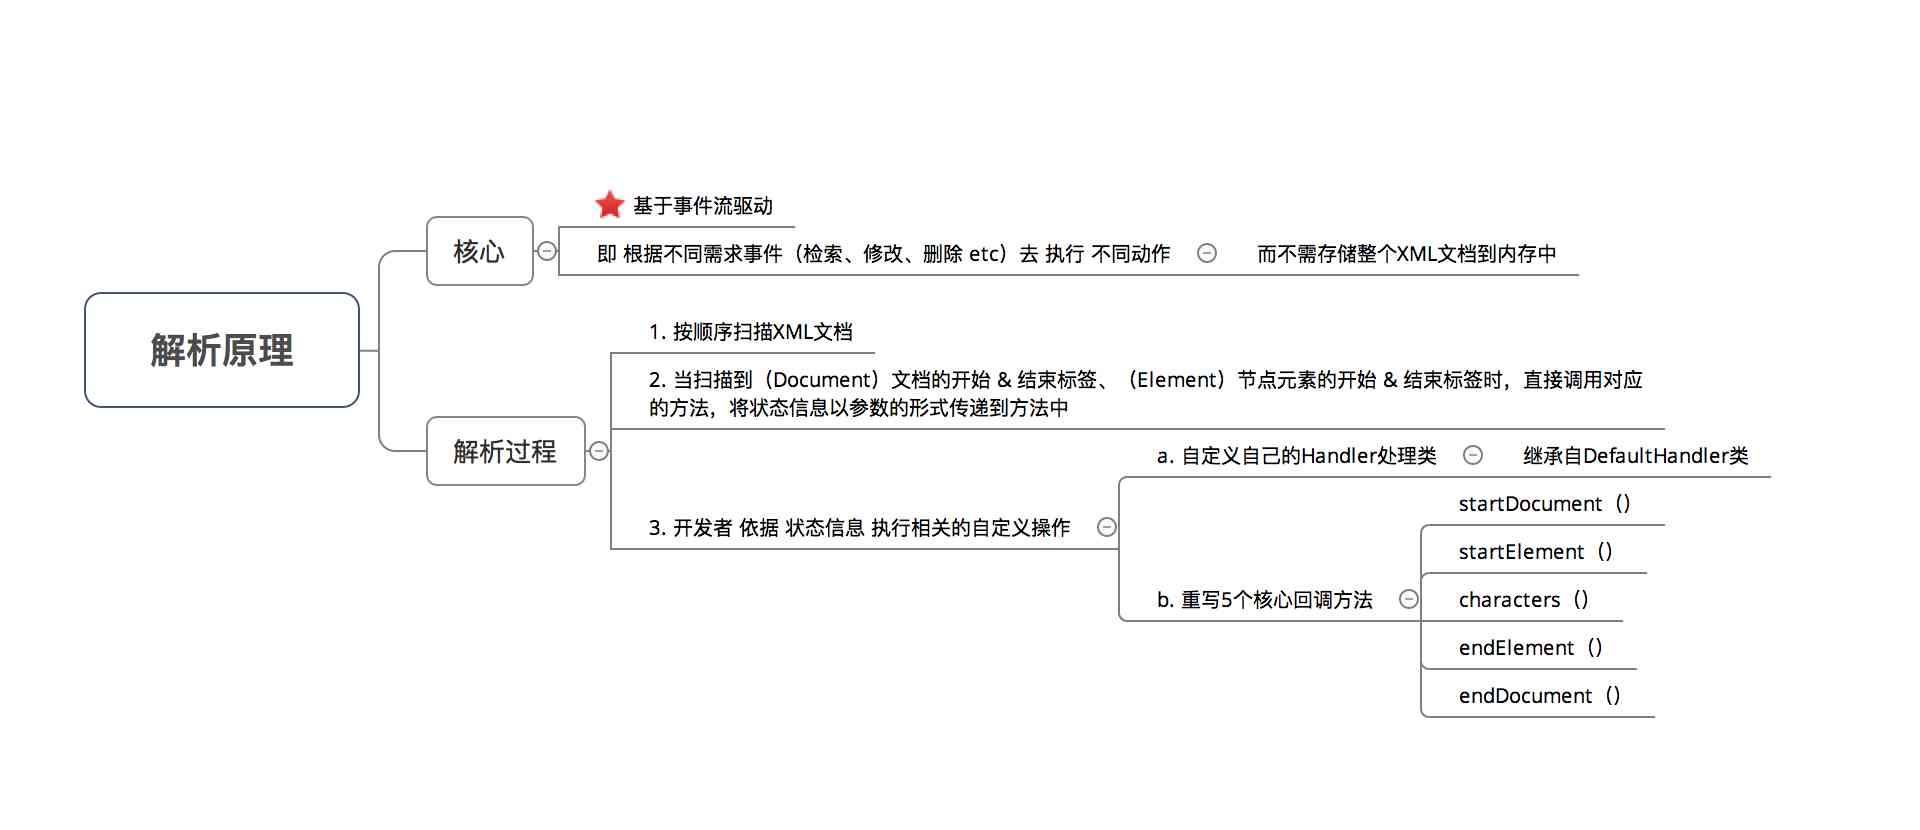 解析原理
核心
基于事件流驱动
即 根据不同需求事件（检索、修改、删除 etc）去 执行 不同动作
而不需存储整个XML文档到内存中
解析过程
1. 按顺序扫描XML文档
2. 当扫描到（Document）文档的开始 & 结束标签、（Element）节点元素的开始 & 结束标签时，直接调用对应
的方法，将状态信息以参数的形式传递到方法中
3. 开发者 依据 状态信息 执行相关的自定义操作
a. 自定义自己的Handler处理类
继承自DefaultHandler类
b. 重写5个核心回调方法
startDocument（）
startElement（）
characters（）
endElement（）
endDocument（）